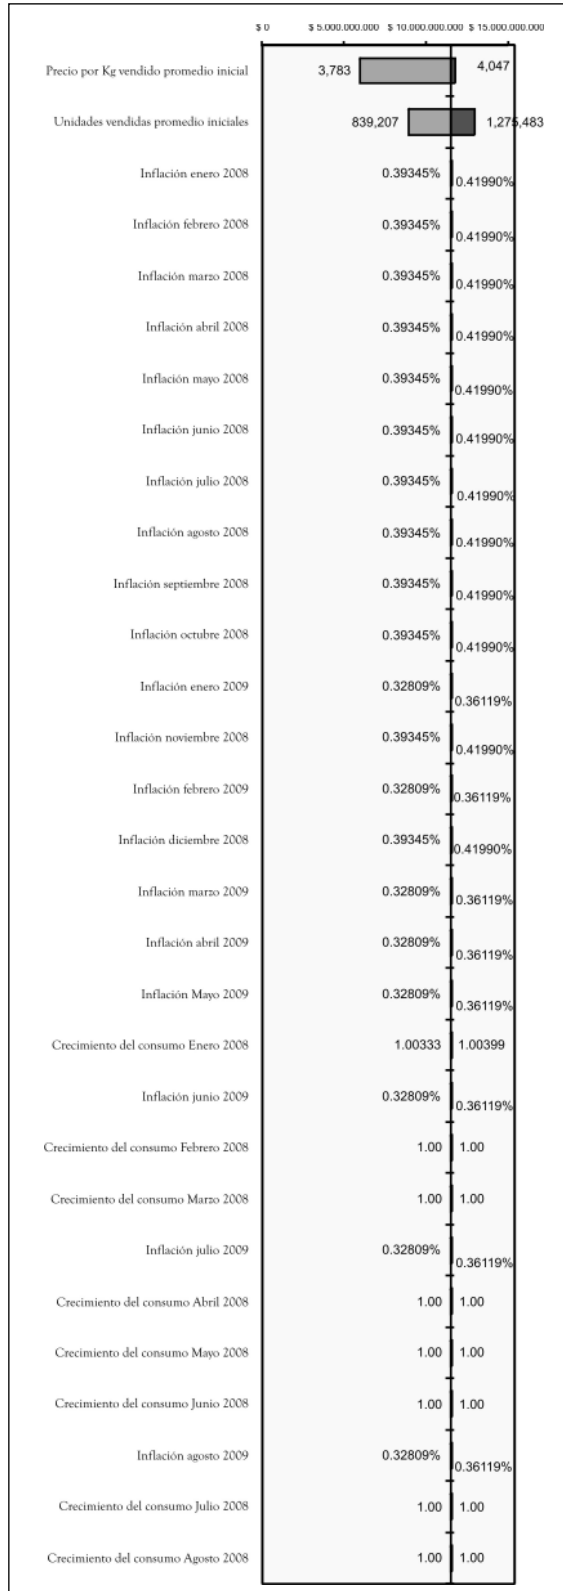 $ 0 $ 5.000.000.000 $ 10.000.000.000 $ 15.000.000.000
Precio por Kg vendido promedio inicial 3,783 4,047
Unidades vendidas promedio iniciales 839,207 1,275,483
Inflación enero 2008 0.39345% 0.41990%
Inflación febrero 2008 0.39345% 0.41990%
Inflación marzo 2008 0.39345% 0.41990%
Inflación abril 2008 0.39345% 0.41990%
Inflación mayo 2008 0.39345% 0.41990%
Inflación junio 2008 0.39345% 0.41990%
Inflación julio 2008 0.39345% 0.41990%
Inflación agosto 2008 0.39345% 0.41990%
Inflación septiembre 2008 0.39345% 0.41990%
Inflación octubre 2008 0.39345% 0.41990%
Inflación enero 2009 0.32809% 0.36119%
Inflación noviembre 2008 0.39345% 0.41990%
Inflación febrero 2009 0.32809% 0.36119%
Inflación diciembre 2008 0.39345% 0.41990%
Inflación marzo 2009 0.32809% 0.36119%
Inflación abril 2009 0.32809% 0.36119%
Inflación Mayo 2009 0.32809% 0.36119%
Crecimiento del consumo Enero 2008 1.00333 1.00399
Inflación junio 2009 0.32809% 0.36119%
Crecimiento del consumo Febrero 2008 1.00 1.00
Crecimiento del consumo Marzo 2008 1.00 1.00
Inflación julio 2009 0.32809% 0.36119%
Crecimiento del consumo Abril 2008 1.00 1.00
Crecimiento del consumo Mayo 2008 1.00 1.00
Crecimiento del consumo Junio 2008 1.00 1.00
Inflación agosto 2009 0.32809% 0.36119%
Crecimiento del consumo Julio 2008 1.00 1.00
Crecimiento del consumo Agosto 2008 1.00 1.00